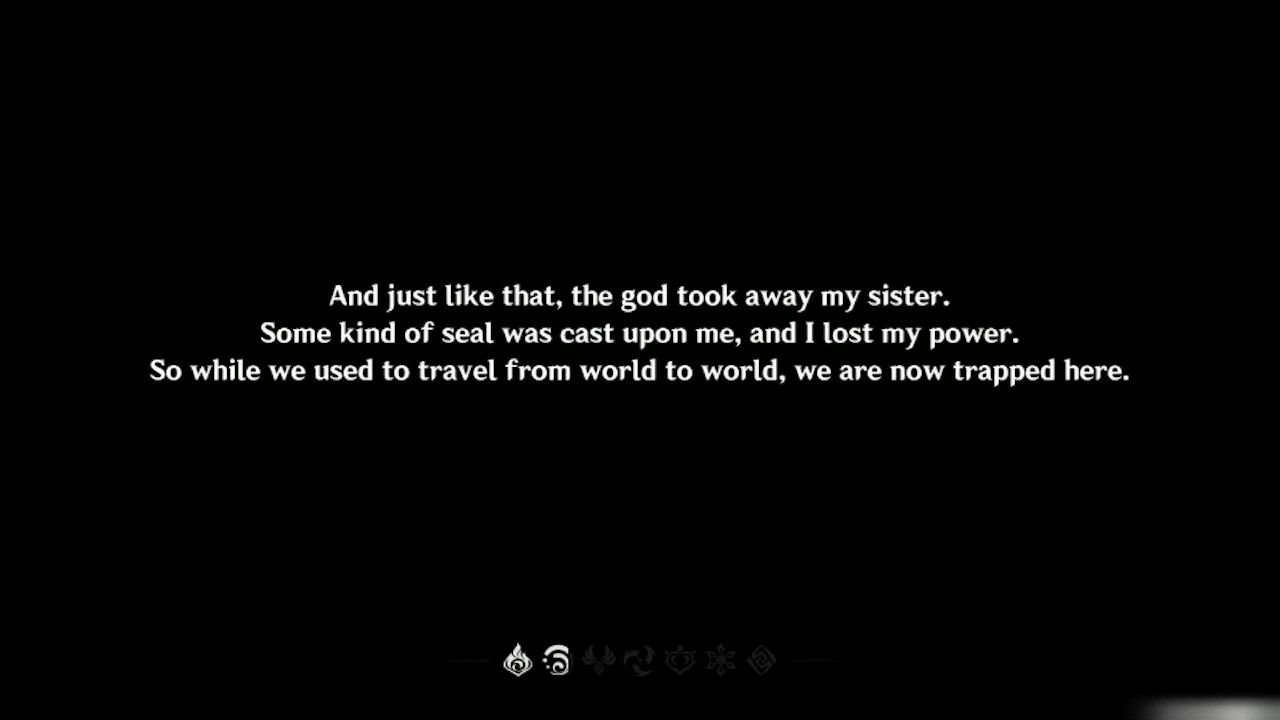 And just like that, the god took away my sister.
Some kind of seal was cast upon me, and I lost my power.
So while we used to travel from world to world, we are now trapped here.